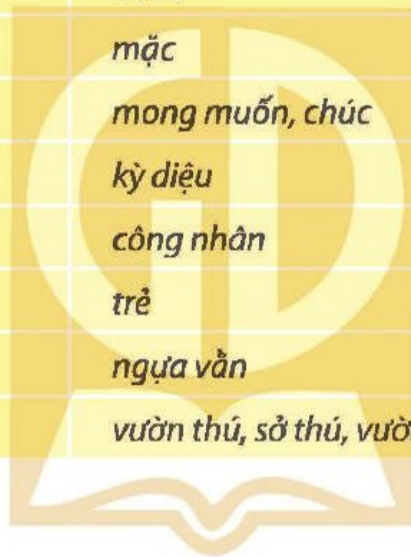 mặc
mong muốn, chúc
kỳ diệu
công nhân
trẻ
ngựa vằn
vườn thú, sở thú,